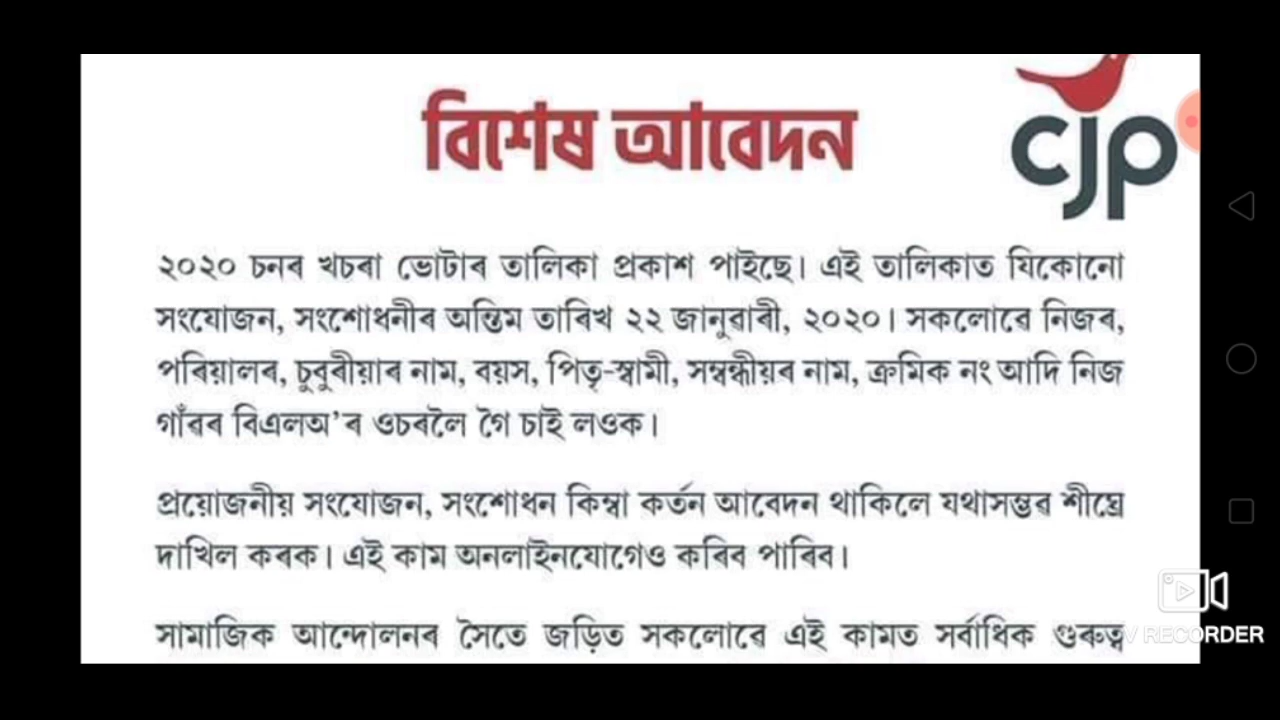 বিশেষ আবেদন
cjp
২০২০ চনৰ খচৰা ভোটাৰ তালিকা প্ৰকাশ পাইছে। এই তালিকাত যিকোনো
সংযোজন, সংশোধনীৰ অন্তিম তাৰিখ ২২ জানুৱাৰী, ২০২০। সকলোৱে নিজৰ,
পৰিয়ালৰ, চুবুৰীয়াৰ নাম, বয়স, পিতৃ-স্বামী, সম্বন্ধীয়ৰ নাম, ক্ৰমিক নং আদি নিজ
গাঁৱৰ বিএলঅ'ৰ ওচৰলৈ গৈ চাই লওক।
প্ৰয়োজনীয় সংযোজন, সংশোধন কিম্বা কৰ্তন আবেদন থাকিলে যথাসম্ভৱ শীঘ্ৰে
দাখিল কৰক। এই কাম অনলাইনযোগেও কৰিব পাৰিব।
সামাজিক আন্দোলনৰ সৈতে জড়িত সকলোৱে এই কামত সৰ্বাধিক গুৰুত্ব
V RECORDER